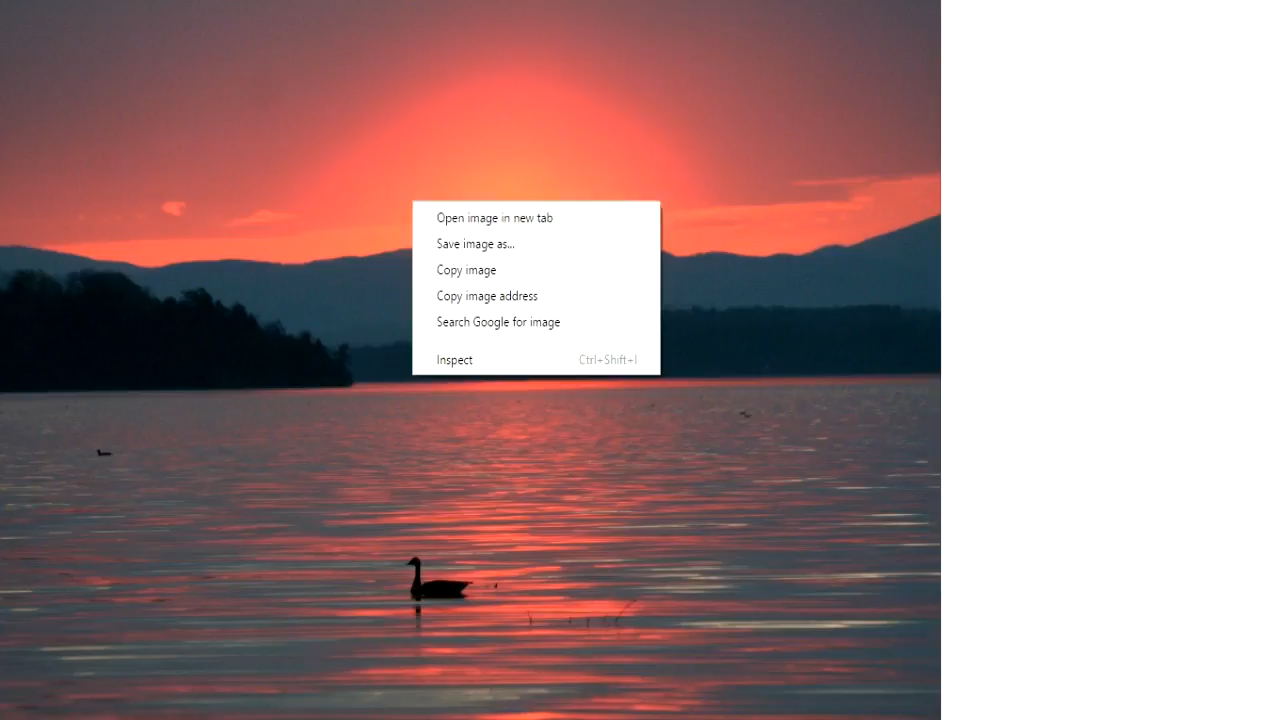 Open image in new tab
Save image as...
Copy image
Copy image address
Search Google for image
Inspect Ctrl+Shift+I